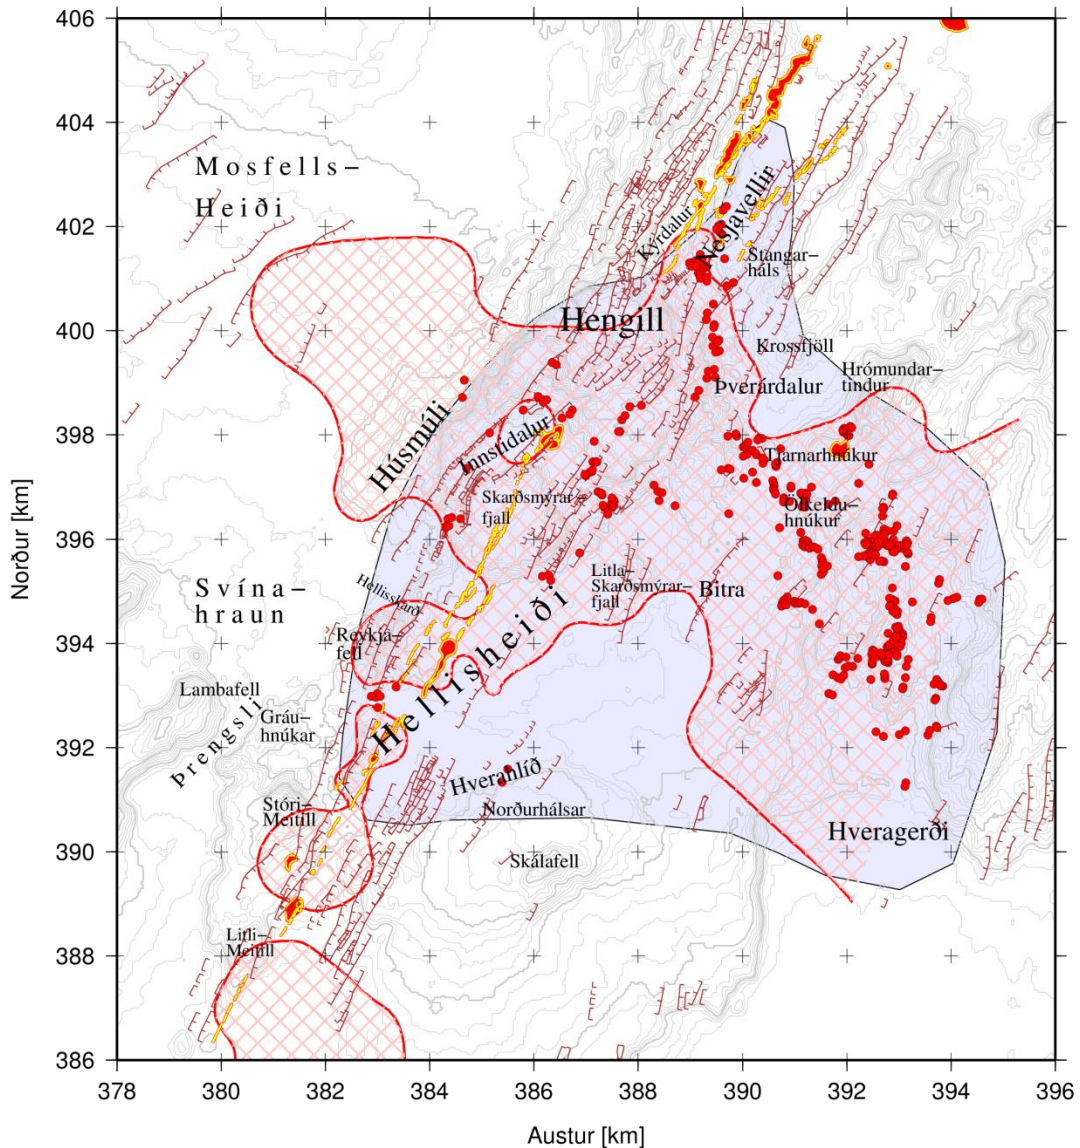 406
404
402
400
398
396
394
392
390
388
386
Norður [km]
378
380
382
384
386
388
390
392
394
396
Austur [km]
Mosfells–
Heiði
Kýrdalur
Nesjavellir
Stangar–
háls
Hengill
Krossfjöll
Hrómundar–
tindur
Þverárdalur
Húsmúli
Innstidalur
Tjarnarhnúkur
Skarðsmýrar–
fjall
Ölkeldu–
hnúkur
Svína–
hraun
Hellisskarð
Litla–
Skarðsmýrar–
fjall
Bitra
Reykja–
fell
Hellisheiði
Lambafell
Þrengsli
Gráu–
hnúkar
Hverahlíð
Stóri–
Meitill
Norðurhálsar
Hveragerði
Skálafell
Litli–
Meitill